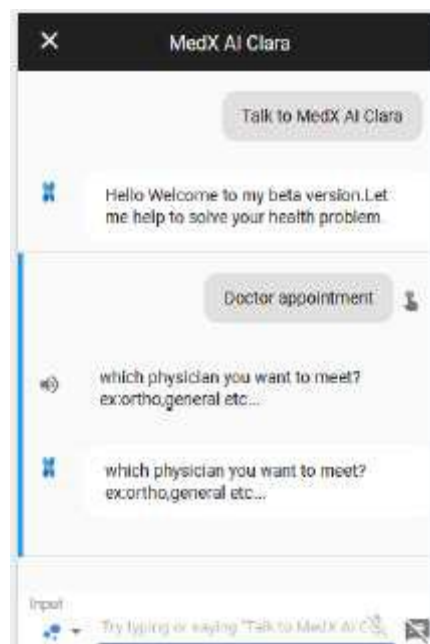 MedX AI Clara
Talk to MedX AI Clara
Hello Welcome to my beta version.Let
me help to solve your health problem
Doctor appointment
which physician you want to meet?
ex:ortho,general etc...
which physician you want to meet?
ex:ortho,general etc...
Input
Try typing or saying "Talk to MedX AI C